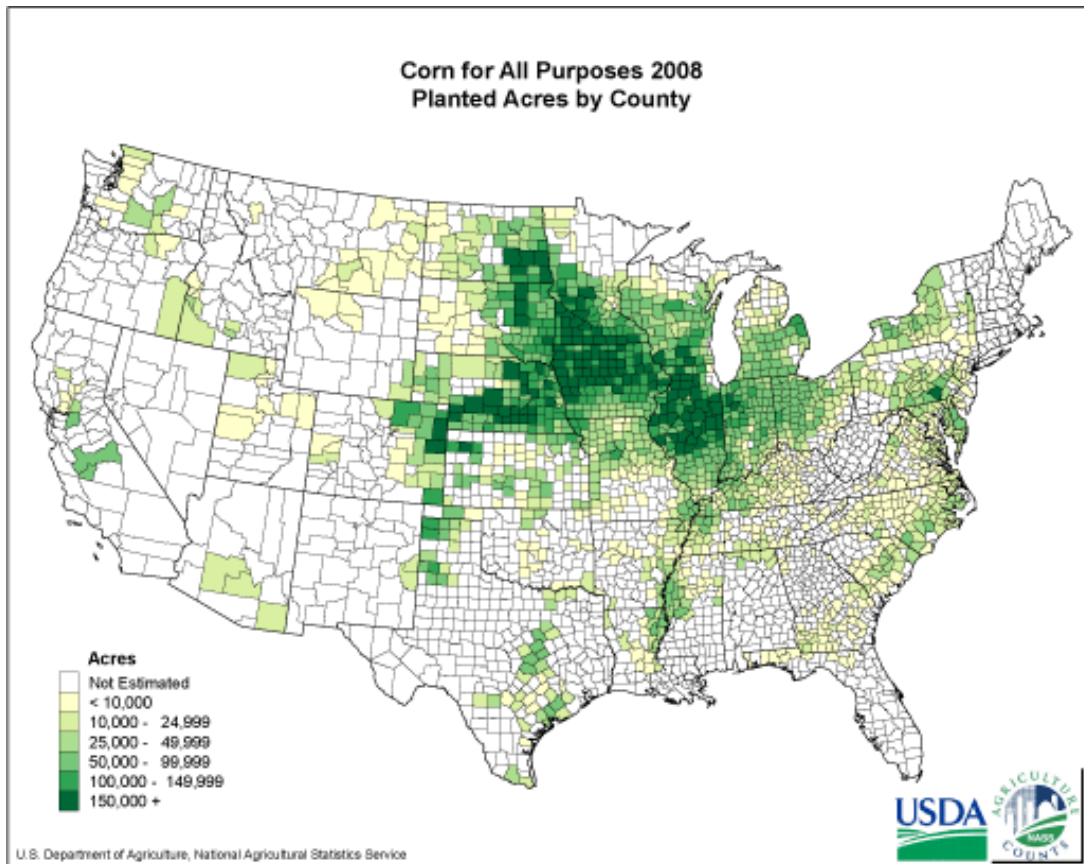 Corn for All Purposes 2008
Planted Acres by County
Acres
Not Estimated
< 10,000
10,000 - 24,999
25,000 - 49,999
50,000 - 99,999
100,000 - 149,999
150,000 +
USDA
AGRICULTURE
NASS
COUNTS
U.S. Department of Agriculture, National Agricultural Statistics Service